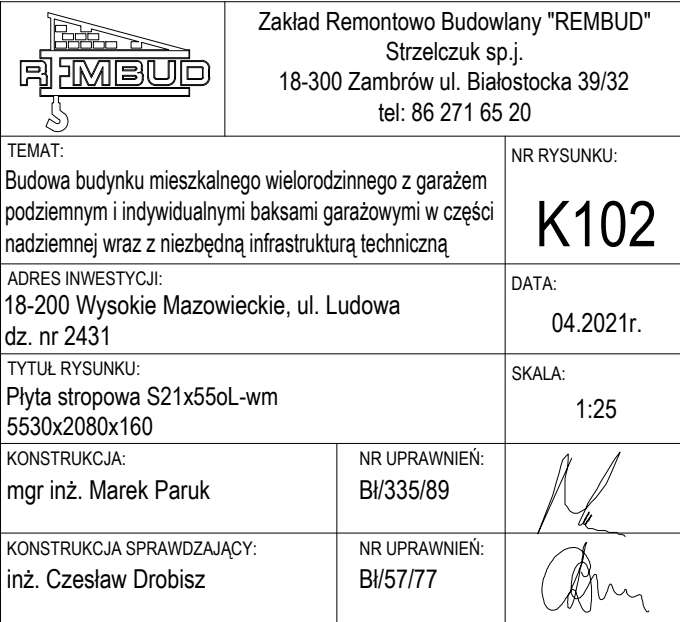 REMBUD
Zakład Remontowo Budowlany "REMBUD"
Strzelczuk sp.j.
18-300 Zambrów ul. Białostocka 39/32
tel: 86 271 65 20
TEMAT:
Budowa budynku mieszkalnego wielorodzinnego z garażem
podziemnym i indywidualnymi baksami garażowymi w części
nadziemnej wraz z niezbędną infrastrukturą techniczną
NR RYSUNKU:
K102
ADRES INWESTYCJI:
18-200 Wysokie Mazowieckie, ul. Ludowa
dz. nr 2431
DATA:
04.2021r.
TYTUŁ RYSUNKU:
Płyta stropowa S21x55oL-wm
5530x2080x160
SKALA:
1:25
KONSTRUKCJA:
mgr inż. Marek Paruk
NR UPRAWNIEŃ:
Bł/335/89
KONSTRUKCJA SPRAWDZAJĄCY:
inż. Czesław Drobisz
NR UPRAWNIEŃ:
Bł/57/77